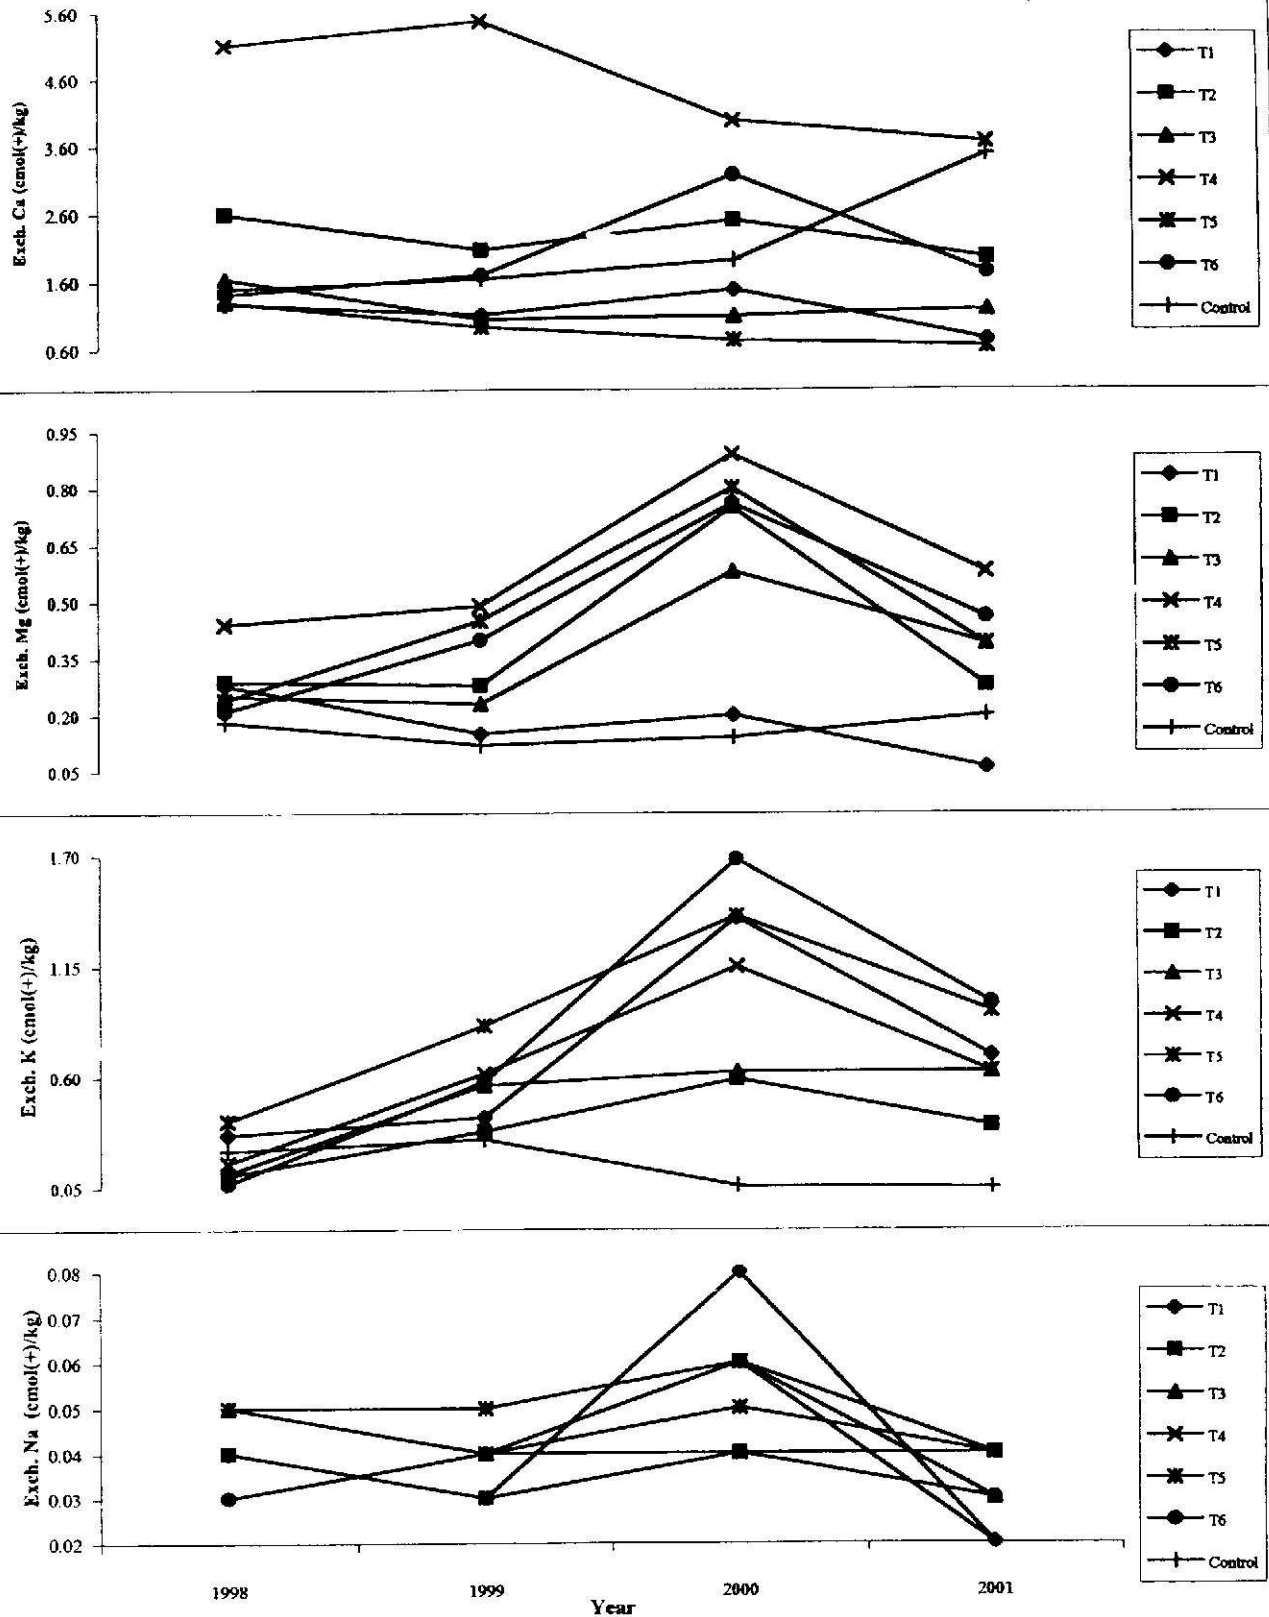 5.60
4.60
3.60
2.60
1.60
0.60
Exch. Ca (cmol(+)/kg)
T1
T2
T3
T4
T5
T6
Control
0.95
0.80
0.65
0.50
0.35
0.20
0.05
Exch. Mg (cmol(+)/kg)
T1
T2
T3
T4
T5
T6
Control
1.70
1.15
0.60
0.05
Exch. K (cmol(+)/kg)
T1
T2
T3
T4
T5
T6
Control
0.08
0.07
0.06
0.05
0.04
0.03
0.02
Exch. Na (cmol(+)/kg)
T1
T2
T3
T4
T5
T6
Control
1998 1999 2000 2001
Year